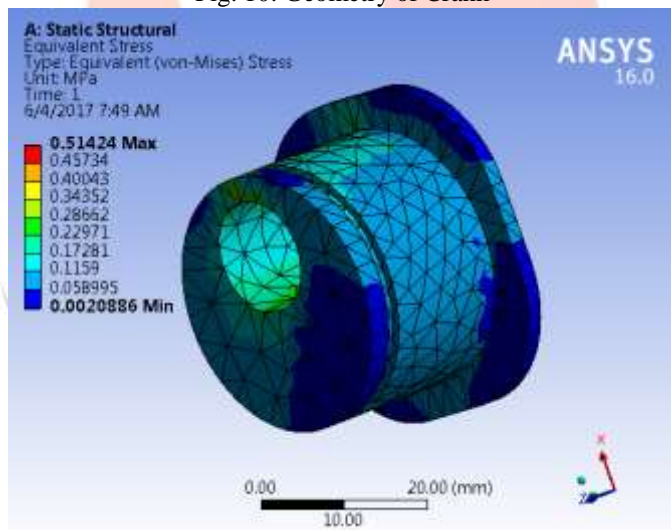 Fig. 10: Geometry of Crank
A: Static Structural
Equivalent Stress
Type: Equivalent (von-Mises) Stress
Unit: MPa
Time: 1
6/4/2017 7:49 AM
ANSYS
16.0
0.51424 Max
0.45734
0.40043
0.34352
0.28662
0.22971
0.17281
0.1159
0.058995
0.0020886 Min
X
Z
0.00
20.00 (mm)
10.00